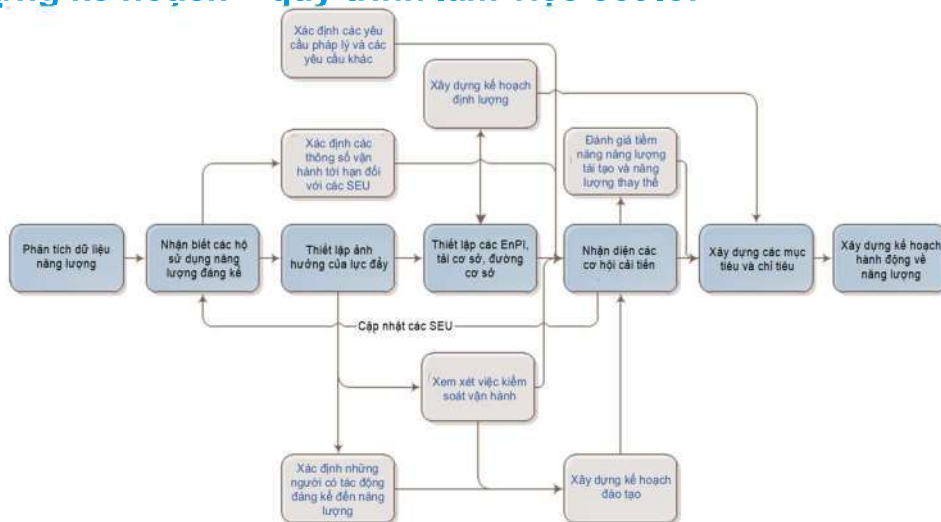 Xác định các yêu
cầu pháp lý và các
yêu cầu khác
Xây dựng kế hoạch
định lượng
Xác định các
thông số vận
hành tới hạn đối
với các SEU
Đánh giá tiềm
năng năng lượng
tái tạo và năng
lượng thay thế
Phân tích dữ liệu
năng lượng
Nhận biết các hộ
sử dụng năng
lượng đáng kể
Thiết lập ảnh
hưởng của lực đẩy
Thiết lập các EnPI,
tải cơ sở, đường
cơ sở
Nhận diện các
cơ hội cải tiến
Xây dựng các mục
tiêu và chỉ tiêu
Xây dựng kế hoạch
hành động về
năng lượng
Cập nhật các SEU
Xem xét việc kiểm
soát vận hành
Xác định những
người có tác động
đáng kể đến năng
lượng
Xây dựng kế hoạch
đào tạo